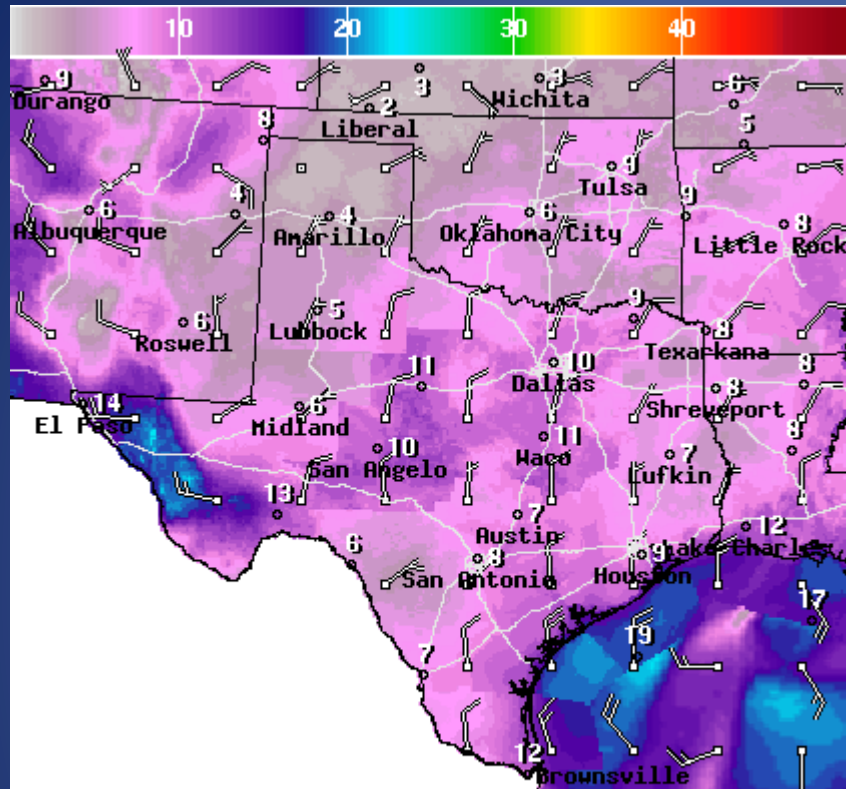 10 20 30 40
9 3 3 6
Durango Wichita
2
Liberal
8 5
9
Tulsa
6 4 4 6 9 8
Albuquerque Amarillo Oklahoma City Little Rock
6 5 9 8
Roswell Lubbock Texarkana
11 10 8 8
Dallas
14 6 Shreveport
El Paso Midland
10 11 7 8
San Angelo Waco Lufkin
13 7 12
Austin Lake Charles
6 8 9
San Antonio Houston
17
19
7
12
Brownsville